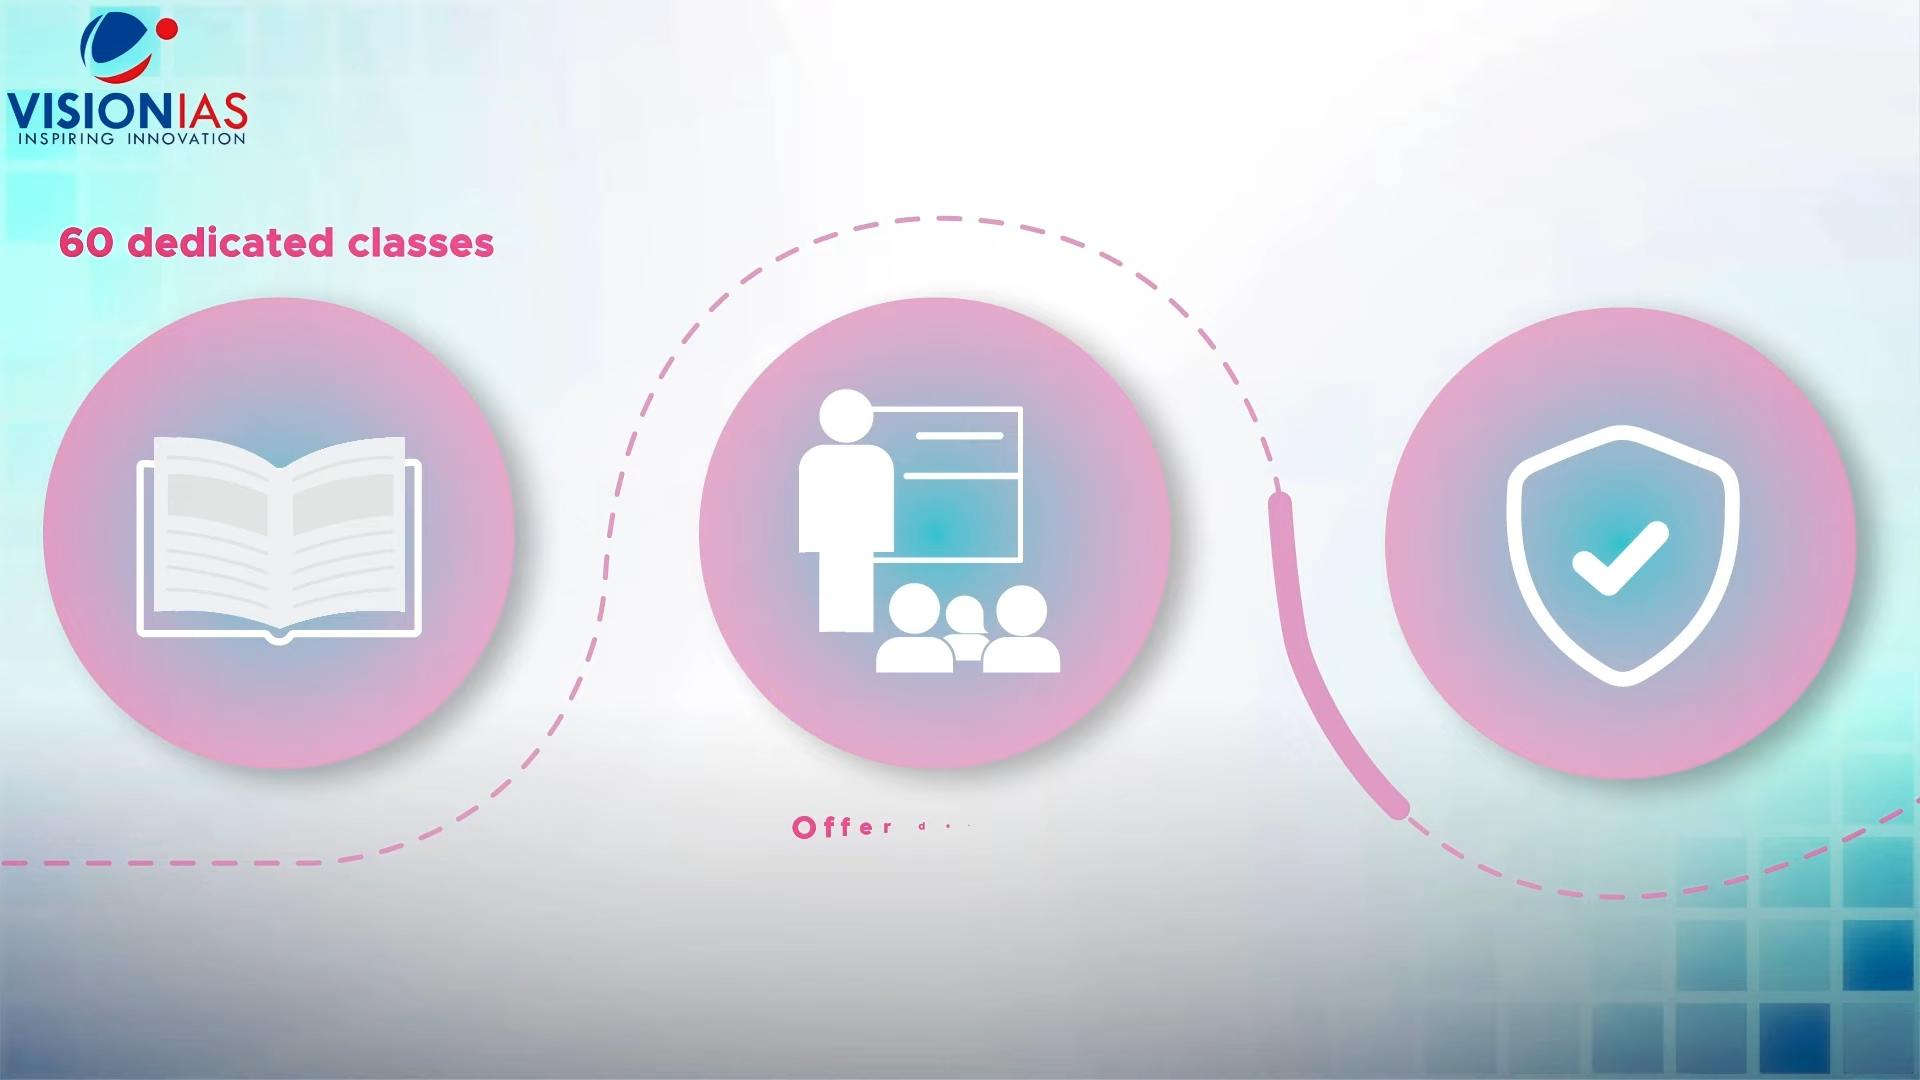 VISIONIAS
INSPIRING INNOVATION
60 dedicated classes
Offer